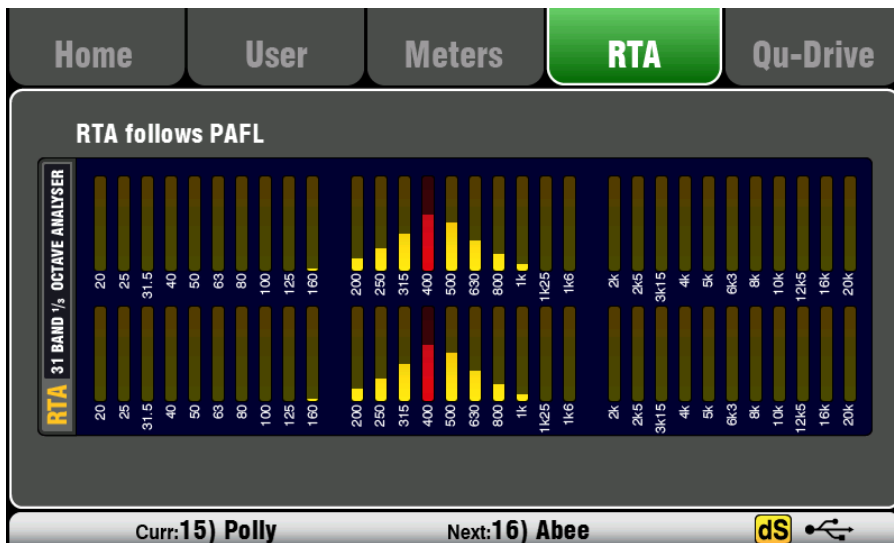 Home User Meters RTA Qu-Drive
RTA follows PAFL
RTA 31 BAND 1/3 OCTAVE ANALYSER
20 25 31.5 40 50 63 80 100 125 160 200 250 315 400 500 630 800 1k 1k25 1k6 2k 2k5 3k15 4k 5k 6k3 8k 10k 12k5 16k 20k
20 25 31.5 40 50 63 80 100 125 160 200 250 315 400 500 630 800 1k 1k25 1k6 2k 2k5 3k15 4k 5k 6k3 8k 10k 12k5 16k 20k
Curr:15) Polly Next:16) Abee dS